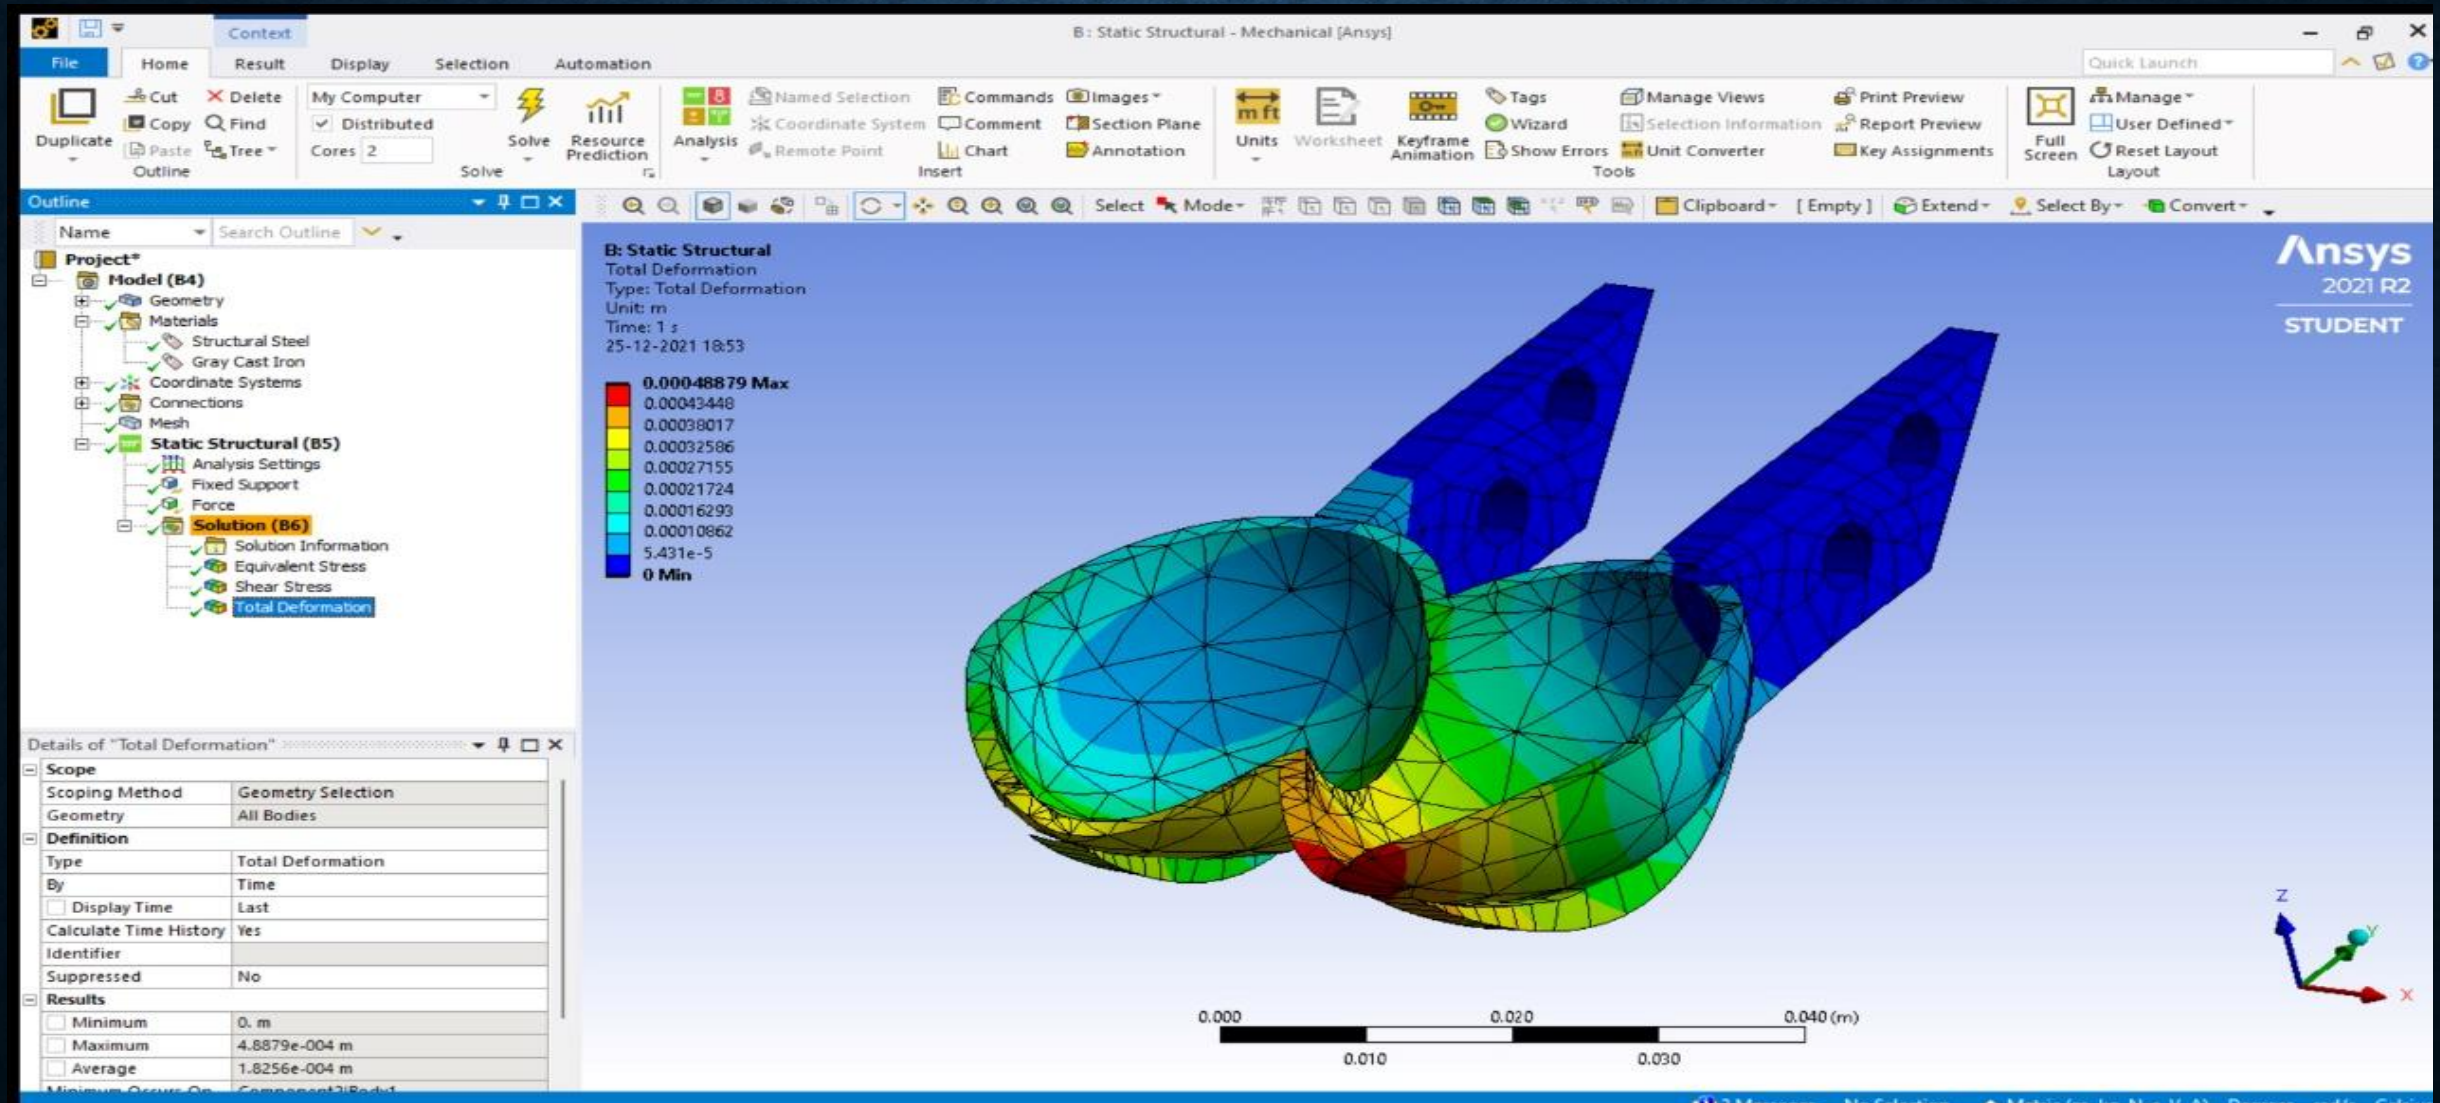 Context
B: Static Structural - Mechanical [Ansys]
File Home Result Display Selection Automation
Quick Launch
Duplicate
Cut
Copy
Paste
Delete
Find
Tree
Outline
My Computer
Distributed
Cores 2
Solve
Resource Prediction
Solve
Analysis
Named Selection
Coordinate System
Remote Point
Commands
Comment
Chart
Images
Section Plane
Annotation
Insert
Units
Worksheet
Keyframe Animation
Tags
Wizard
Show Errors
Manage Views
Selection Information
Unit Converter
Print Preview
Report Preview
Key Assignments
Tools
Full Screen
Manage
User Defined
Reset Layout
Layout
Outline
Select Mode Clipboard [Empty] Extend Select By Convert
Name Search Outline
Project*
Model (B4)
Geometry
Materials
Structural Steel
Gray Cast Iron
Coordinate Systems
Connections
Mesh
Static Structural (B5)
Analysis Settings
Fixed Support
Force
Solution (B6)
Solution Information
Equivalent Stress
Shear Stress
Total Deformation
B: Static Structural
Total Deformation
Type: Total Deformation
Unit: m
Time: 1 s
25-12-2021 18:53
0.00048879 Max
0.00043448
0.00038017
0.00032586
0.00027155
0.00021724
0.00016293
0.00010862
5.431e-5
0 Min
Ansys
2021 R2
STUDENT
Details of "Total Deformation"
Scope
Scoping Method Geometry Selection
Geometry All Bodies
Definition
Type Total Deformation
By Time
Display Time Last
Calculate Time History Yes
Identifier
Suppressed No
Results
Minimum 0. m
Maximum 4.8879e-004 m
Average 1.8256e-004 m
Z
Y
X
0.000 0.020 0.040 (m)
0.010 0.030